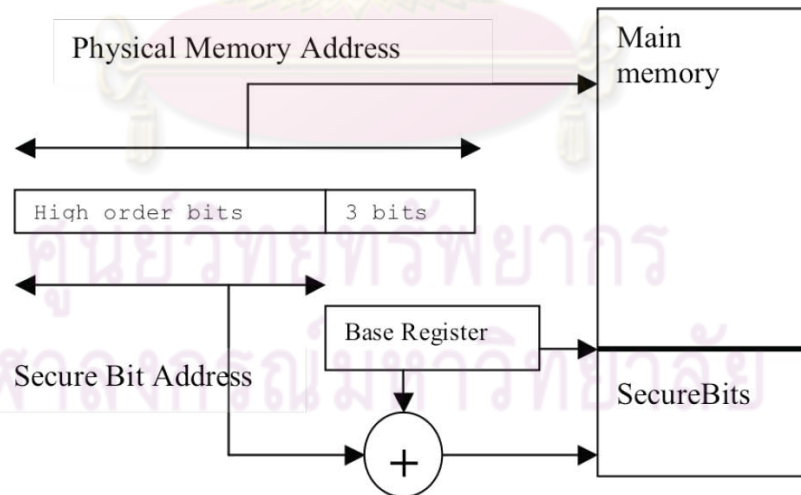 Physical Memory Address
Main
memory
High order bits
3 bits
ศูนย์วิทยทรัพยากร
Base Register
Secure Bit Address
จุฬาลงกรณ์มหาวิทยาลัย
SecureBits
+